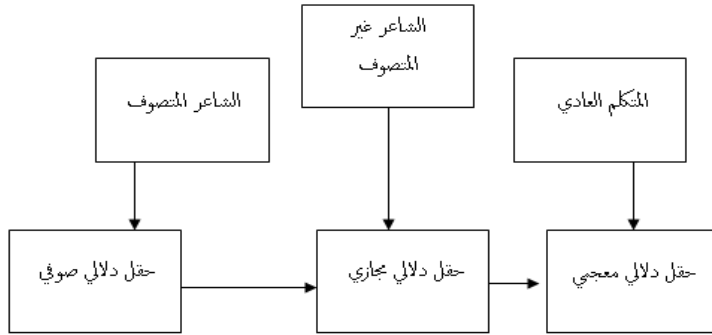 الشاعر غير
المتصوف
المتكلم العادي
الشاعر المتصوف
حقل دلالي معجمي
حقل دلالي مجازي
حقل دلالي صوفي